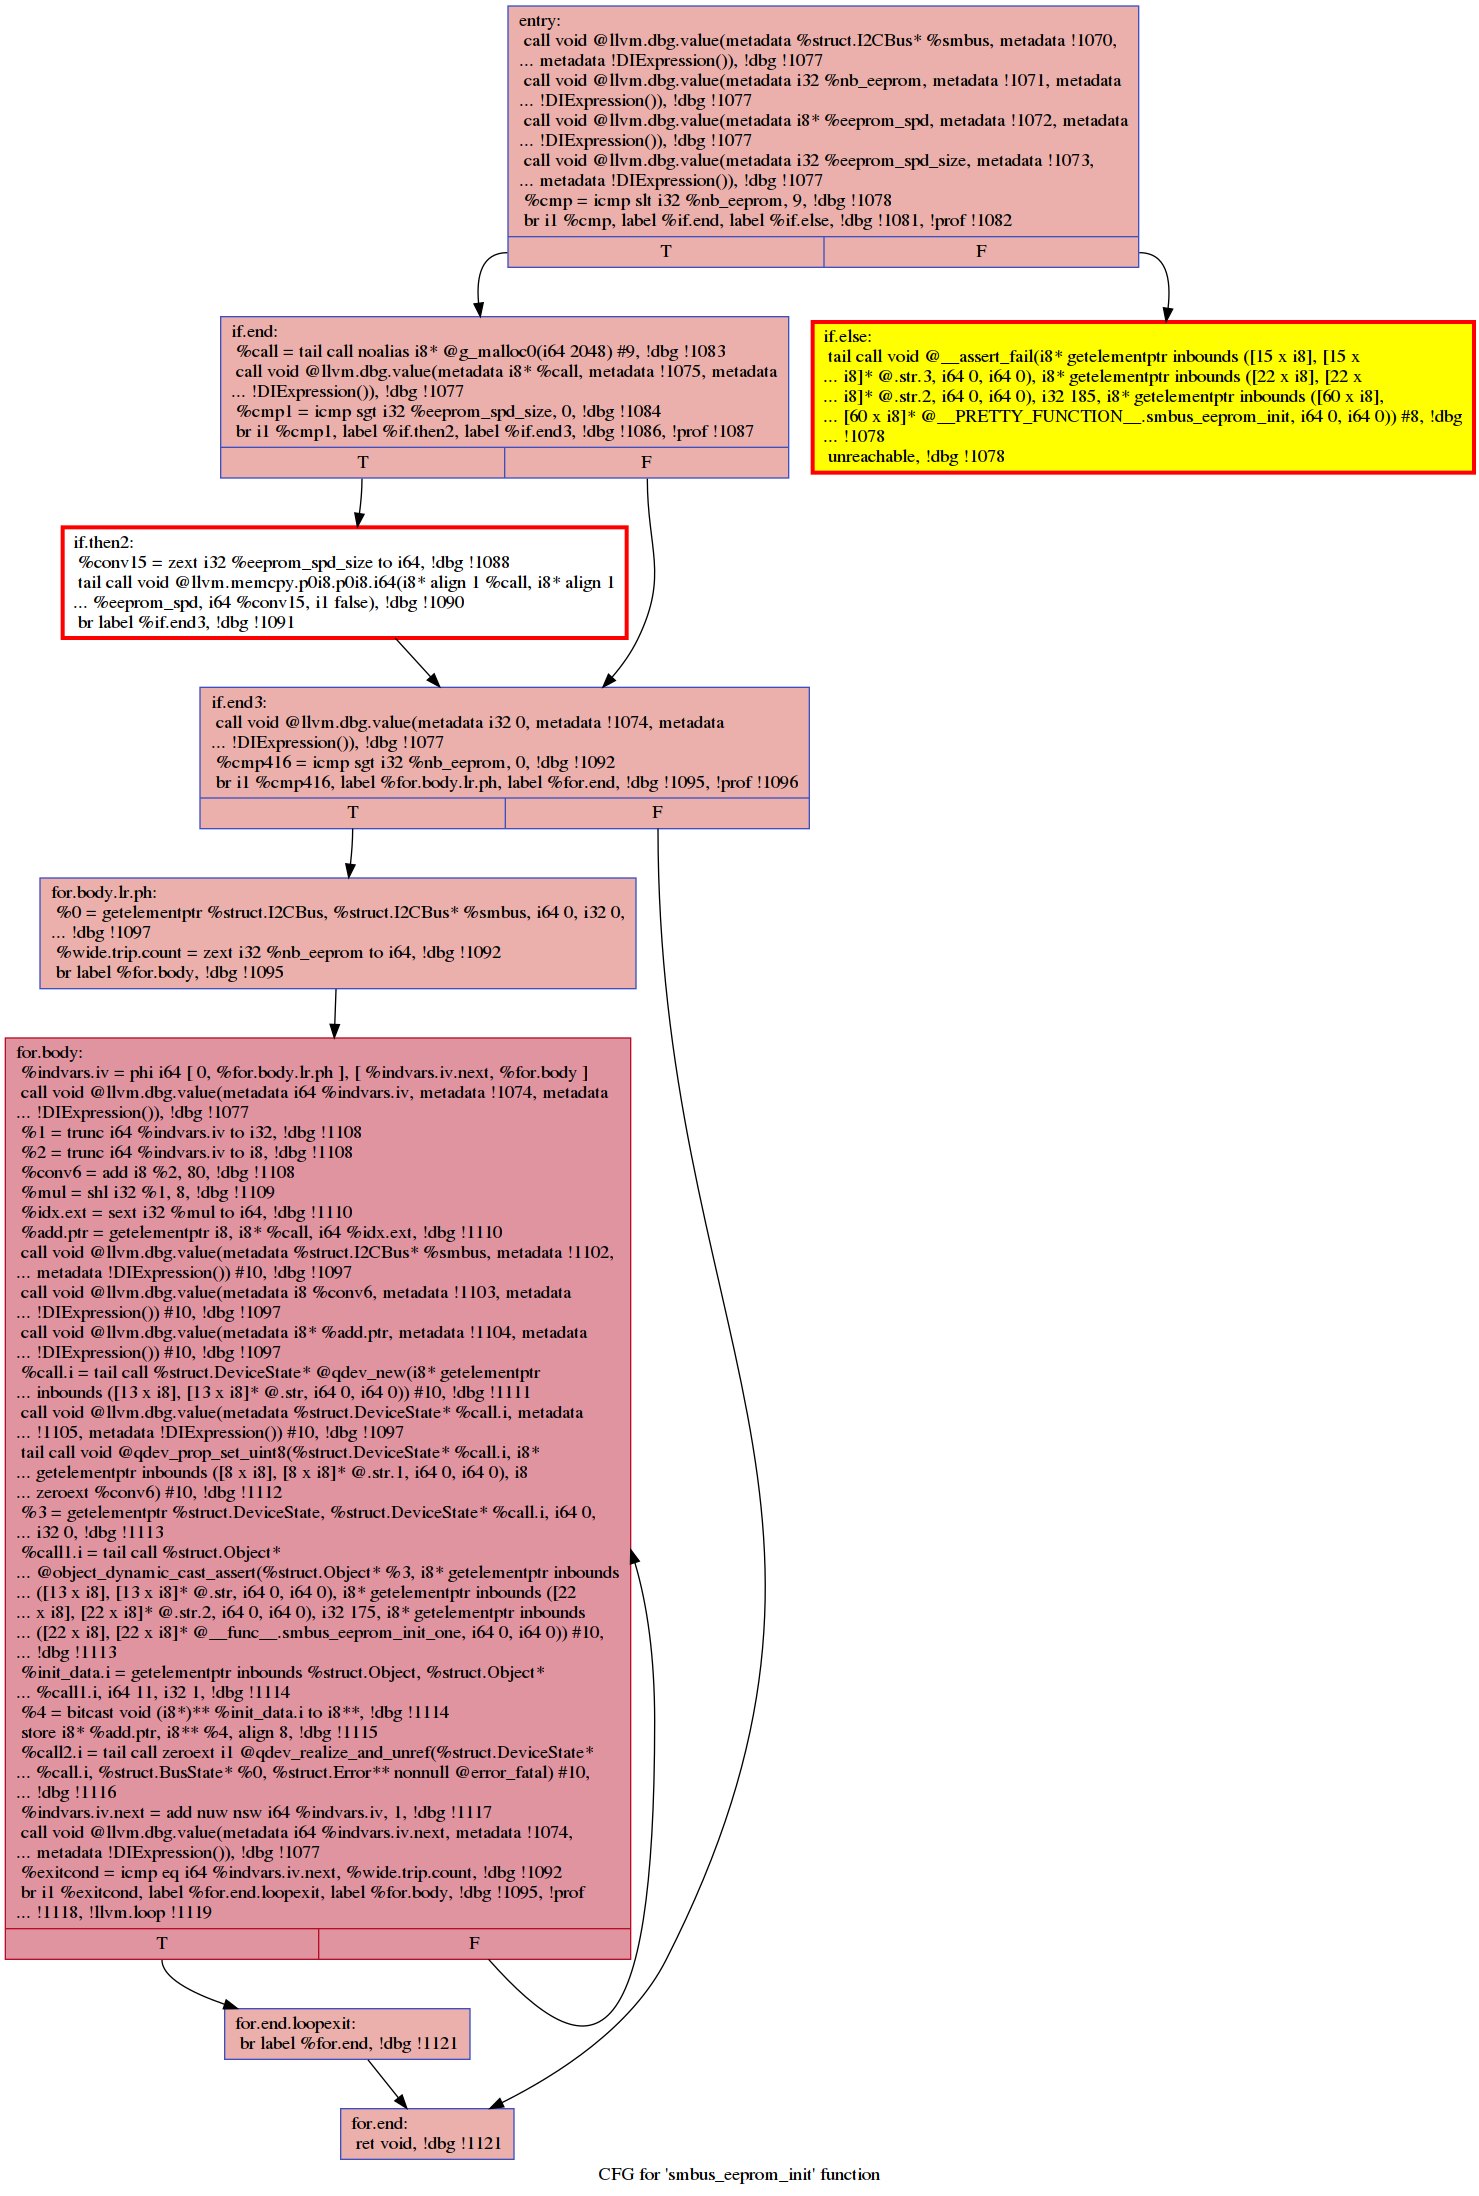 entry:
call void @llvm.dbg.value(metadata %struct.I2CBus* %smbus, metadata !1070,
... metadata !DIExpression()), !dbg !1077
call void @llvm.dbg.value(metadata i32 %nb_eeprom, metadata !1071, metadata
... !DIExpression()), !dbg !1077
call void @llvm.dbg.value(metadata i8* %eeprom_spd, metadata !1072, metadata
... !DIExpression()), !dbg !1077
call void @llvm.dbg.value(metadata i32 %eeprom_spd_size, metadata !1073,
... metadata !DIExpression()), !dbg !1077
%cmp = icmp slt i32 %nb_eeprom, 9, !dbg !1078
br i1 %cmp, label %if.end, label %if.else, !dbg !1081, !prof !1082
T F
if.end:
%call = tail call noalias i8* @g_malloc0(i64 2048) #9, !dbg !1083
call void @llvm.dbg.value(metadata i8* %call, metadata !1075, metadata
... !DIExpression()), !dbg !1077
%cmp1 = icmp sgt i32 %eeprom_spd_size, 0, !dbg !1084
br i1 %cmp1, label %if.then2, label %if.end3, !dbg !1086, !prof !1087
T F
if.else:
tail call void @__assert_fail(i8* getelementptr inbounds ([15 x i8], [15 x
... i8]* @.str.3, i64 0, i64 0), i8* getelementptr inbounds ([22 x i8], [22 x
... i8]* @.str.2, i64 0, i64 0), i32 185, i8* getelementptr inbounds ([60 x i8],
... [60 x i8]* @__PRETTY_FUNCTION__.smbus_eeprom_init, i64 0, i64 0)) #8, !dbg
... !1078
unreachable, !dbg !1078
if.then2:
%conv15 = zext i32 %eeprom_spd_size to i64, !dbg !1088
tail call void @llvm.memcpy.p0i8.p0i8.i64(i8* align 1 %call, i8* align 1
... %eeprom_spd, i64 %conv15, i1 false), !dbg !1090
br label %if.end3, !dbg !1091
if.end3:
call void @llvm.dbg.value(metadata i32 0, metadata !1074, metadata
... !DIExpression()), !dbg !1077
%cmp416 = icmp sgt i32 %nb_eeprom, 0, !dbg !1092
br i1 %cmp416, label %for.body.lr.ph, label %for.end, !dbg !1095, !prof !1096
T F
for.body.lr.ph:
%0 = getelementptr %struct.I2CBus, %struct.I2CBus* %smbus, i64 0, i32 0,
... !dbg !1097
%wide.trip.count = zext i32 %nb_eeprom to i64, !dbg !1092
br label %for.body, !dbg !1095
for.body:
%indvars.iv = phi i64 [ 0, %for.body.lr.ph ], [ %indvars.iv.next, %for.body ]
call void @llvm.dbg.value(metadata i64 %indvars.iv, metadata !1074, metadata
... !DIExpression()), !dbg !1077
%1 = trunc i64 %indvars.iv to i32, !dbg !1108
%2 = trunc i64 %indvars.iv to i8, !dbg !1108
%conv6 = add i8 %2, 80, !dbg !1108
%mul = shl i32 %1, 8, !dbg !1109
%idx.ext = sext i32 %mul to i64, !dbg !1110
%add.ptr = getelementptr i8, i8* %call, i64 %idx.ext, !dbg !1110
call void @llvm.dbg.value(metadata %struct.I2CBus* %smbus, metadata !1102,
... metadata !DIExpression()) #10, !dbg !1097
call void @llvm.dbg.value(metadata i8 %conv6, metadata !1103, metadata
... !DIExpression()) #10, !dbg !1097
call void @llvm.dbg.value(metadata i8* %add.ptr, metadata !1104, metadata
... !DIExpression()) #10, !dbg !1097
%call.i = tail call %struct.DeviceState* @qdev_new(i8* getelementptr
... inbounds ([13 x i8], [13 x i8]* @.str, i64 0, i64 0)) #10, !dbg !1111
call void @llvm.dbg.value(metadata %struct.DeviceState* %call.i, metadata
... !1105, metadata !DIExpression()) #10, !dbg !1097
tail call void @qdev_prop_set_uint8(%struct.DeviceState* %call.i, i8*
... getelementptr inbounds ([8 x i8], [8 x i8]* @.str.1, i64 0, i64 0), i8
... zeroext %conv6) #10, !dbg !1112
%3 = getelementptr %struct.DeviceState, %struct.DeviceState* %call.i, i64 0,
... i32 0, !dbg !1113
%call1.i = tail call %struct.Object*
... @object_dynamic_cast_assert(%struct.Object* %3, i8* getelementptr inbounds
... ([13 x i8], [13 x i8]* @.str, i64 0, i64 0), i8* getelementptr inbounds ([22
... x i8], [22 x i8]* @.str.2, i64 0, i64 0), i32 175, i8* getelementptr inbounds
... ([22 x i8], [22 x i8]* @__func__.smbus_eeprom_init_one, i64 0, i64 0)) #10,
... !dbg !1113
%init_data.i = getelementptr inbounds %struct.Object, %struct.Object*
... %call1.i, i64 11, i32 1, !dbg !1114
%4 = bitcast void (i8*)** %init_data.i to i8**, !dbg !1114
store i8* %add.ptr, i8** %4, align 8, !dbg !1115
%call2.i = tail call zeroext i1 @qdev_realize_and_unref(%struct.DeviceState*
... %call.i, %struct.BusState* %0, %struct.Error** nonnull @error_fatal) #10,
... !dbg !1116
%indvars.iv.next = add nuw nsw i64 %indvars.iv, 1, !dbg !1117
call void @llvm.dbg.value(metadata i64 %indvars.iv.next, metadata !1074,
... metadata !DIExpression()), !dbg !1077
%exitcond = icmp eq i64 %indvars.iv.next, %wide.trip.count, !dbg !1092
br i1 %exitcond, label %for.end.loopexit, label %for.body, !dbg !1095, !prof
... !1118, !llvm.loop !1119
T F
for.end.loopexit:
br label %for.end, !dbg !1121
for.end:
ret void, !dbg !1121
CFG for 'smbus_eeprom_init' function